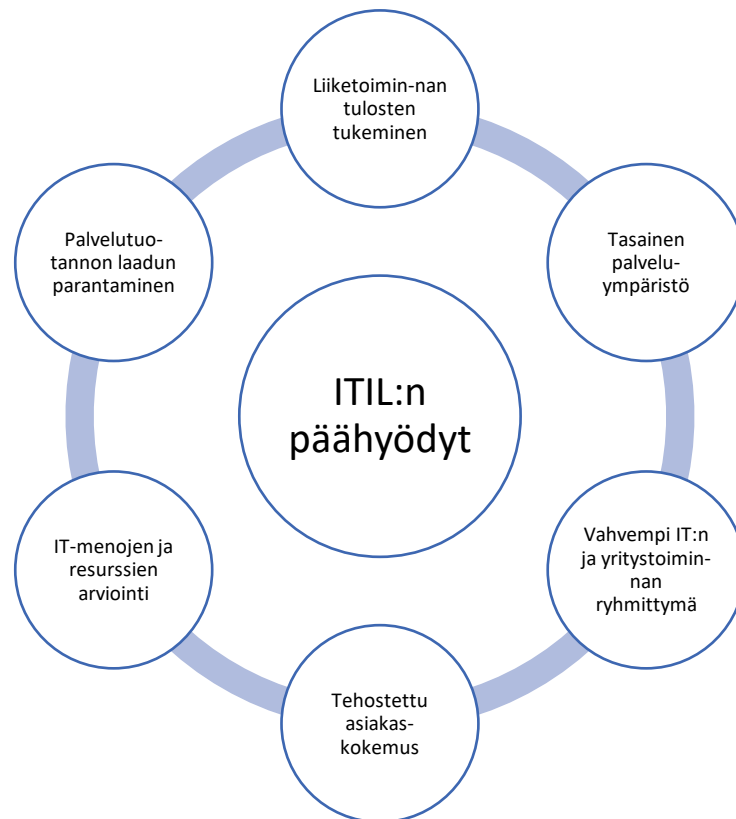 Liiketoimin-nan
tulosten
tukeminen
Tasainen
palvelu-
ympäristö
Vahvempi IT:n
ja yritystoimin-
nan
ryhmittymä
Tehostettu
asiakas-
kokemus
IT-menojen ja
resurssien
arviointi
Palvelutuo-
tannon laadun
parantaminen
ITIL:n
päähyödyt